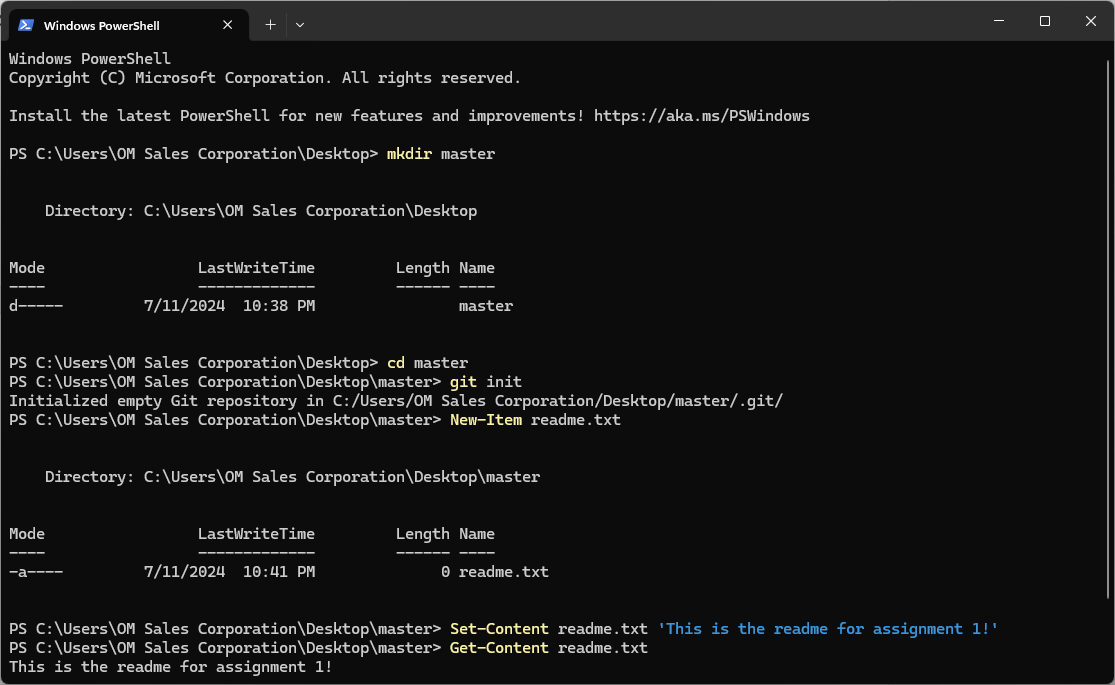 Windows PowerShell
Windows PowerShell
Copyright (C) Microsoft Corporation. All rights reserved.
Install the latest PowerShell for new features and improvements! https://aka.ms/PSWindows
PS C:\Users\OM Sales Corporation\Desktop> mkdir master
    Directory: C:\Users\OM Sales Corporation\Desktop
Mode                 LastWriteTime         Length Name
----                 -------------         ------ ----
d-----         7/11/2024  10:38 PM                master
PS C:\Users\OM Sales Corporation\Desktop> cd master
PS C:\Users\OM Sales Corporation\Desktop\master> git init
Initialized empty Git repository in C:/Users/OM Sales Corporation/Desktop/master/.git/
PS C:\Users\OM Sales Corporation\Desktop\master> New-Item readme.txt
    Directory: C:\Users\OM Sales Corporation\Desktop\master
Mode                 LastWriteTime         Length Name
----                 -------------         ------ ----
-a----         7/11/2024  10:41 PM              0 readme.txt
PS C:\Users\OM Sales Corporation\Desktop\master> Set-Content readme.txt 'This is the readme for assignment 1!'
PS C:\Users\OM Sales Corporation\Desktop\master> Get-Content readme.txt
This is the readme for assignment 1!